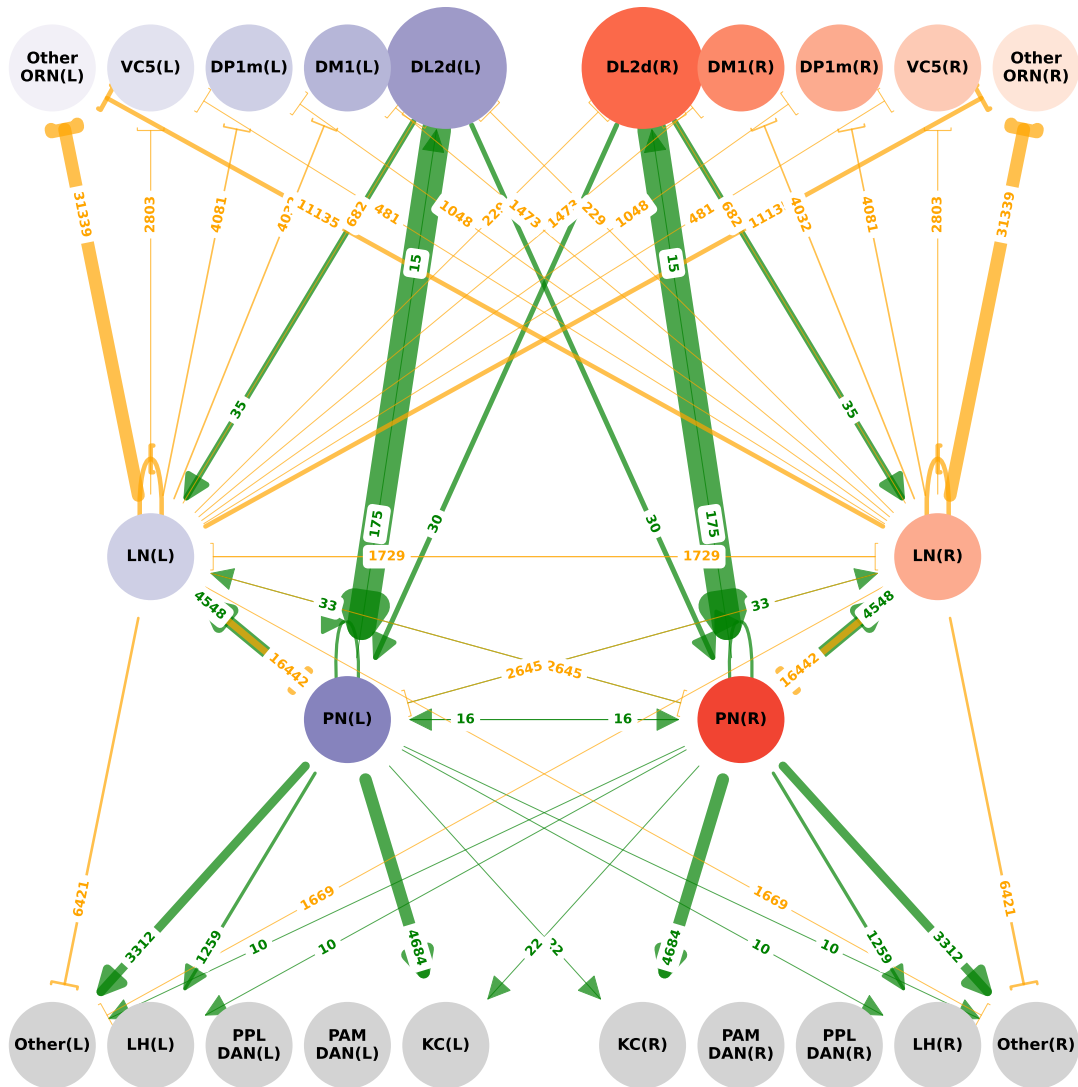 Other
ORN(L)
VC5(L)
DP1m(L)
DM1(L)
DL2d(L)
DL2d(R)
DM1(R)
DP1m(R)
VC5(R)
Other
ORN(R)
31339
2803
4081
11135
682
481
1048
1473
229
1048
481
682
4032
4081
2803
31339
15
15
35
35
175
30
30
175
LN(L)
1729
1729
LN(R)
4548
33
33
4548
16442
2645
2645
16442
PN(L)
16
16
PN(R)
6421
1669
1669
6421
3312
1259
10
10
4684
22
22
4684
10
10
1259
3312
Other(L)
LH(L)
PPL
DAN(L)
PAM
DAN(L)
KC(L)
KC(R)
PAM
DAN(R)
PPL
DAN(R)
LH(R)
Other(R)